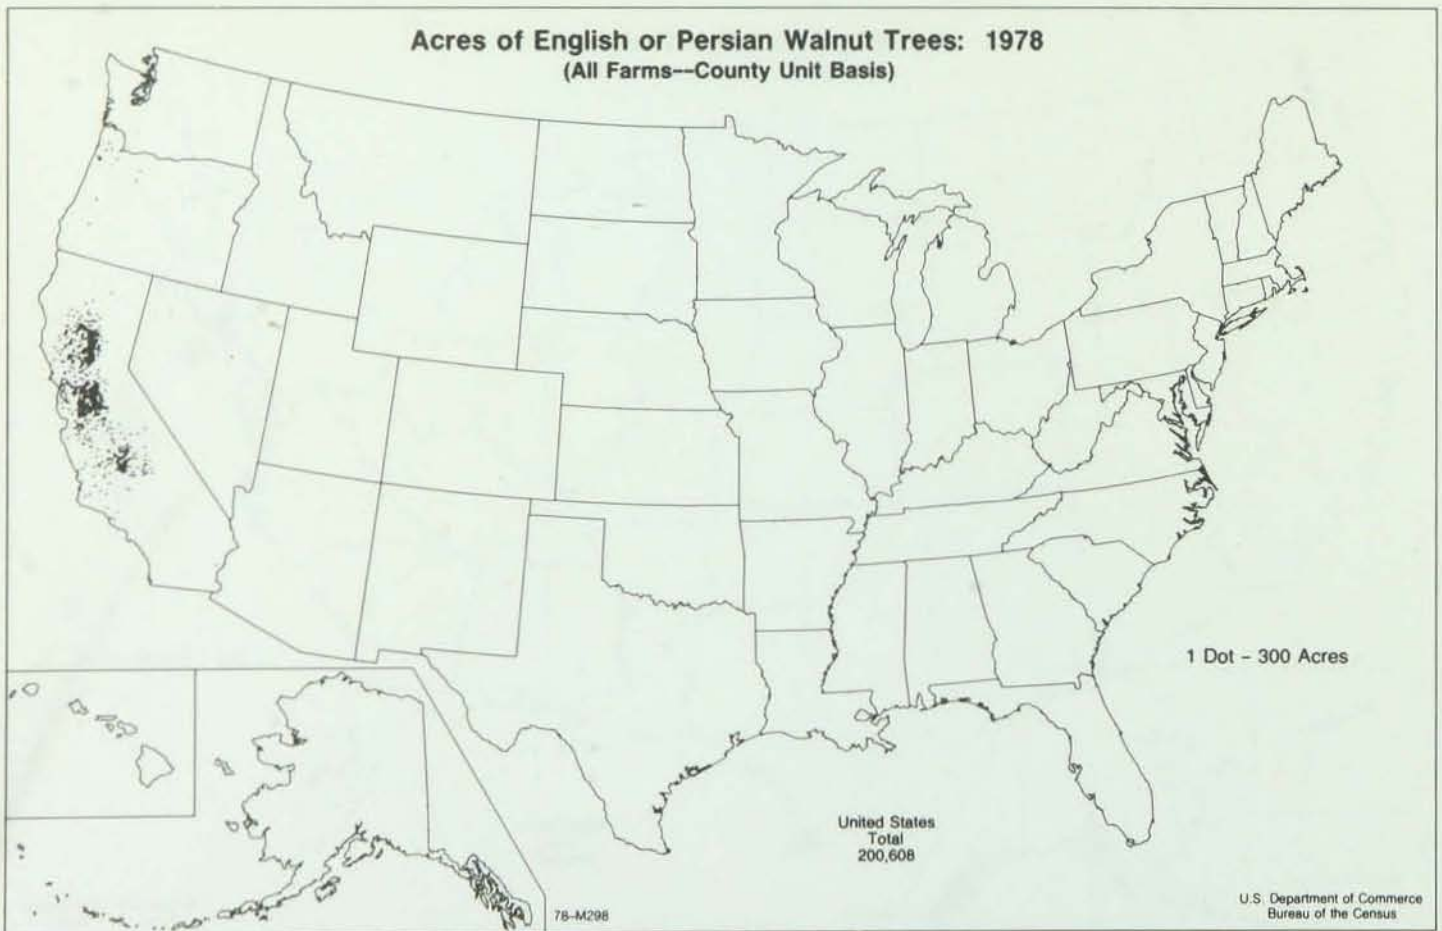 Acres of English or Persian Walnut Trees: 1978
(All Farms--County Unit Basis)
1 Dot - 300 Acres
United States
Total
200,608
78-M298
U.S. Department of Commerce
Bureau of the Census